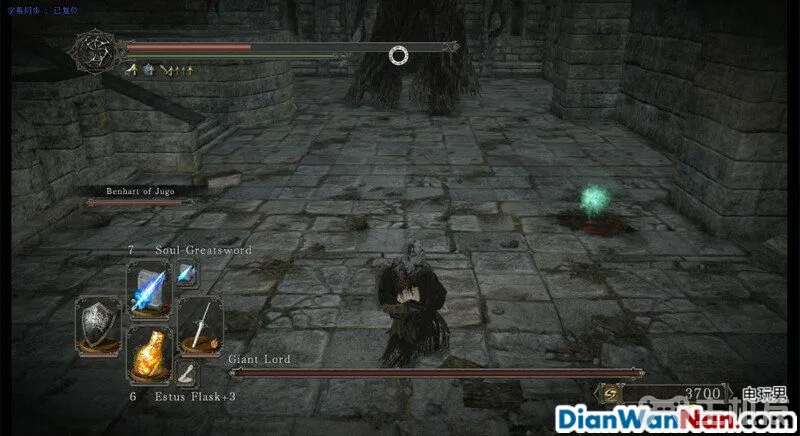 字幕同步 : 已复位
Benhart of Jugo
7 Soul Greatsword
Giant Lord
6 Estus Flask+3
3700
电玩男
DianWanNan.com